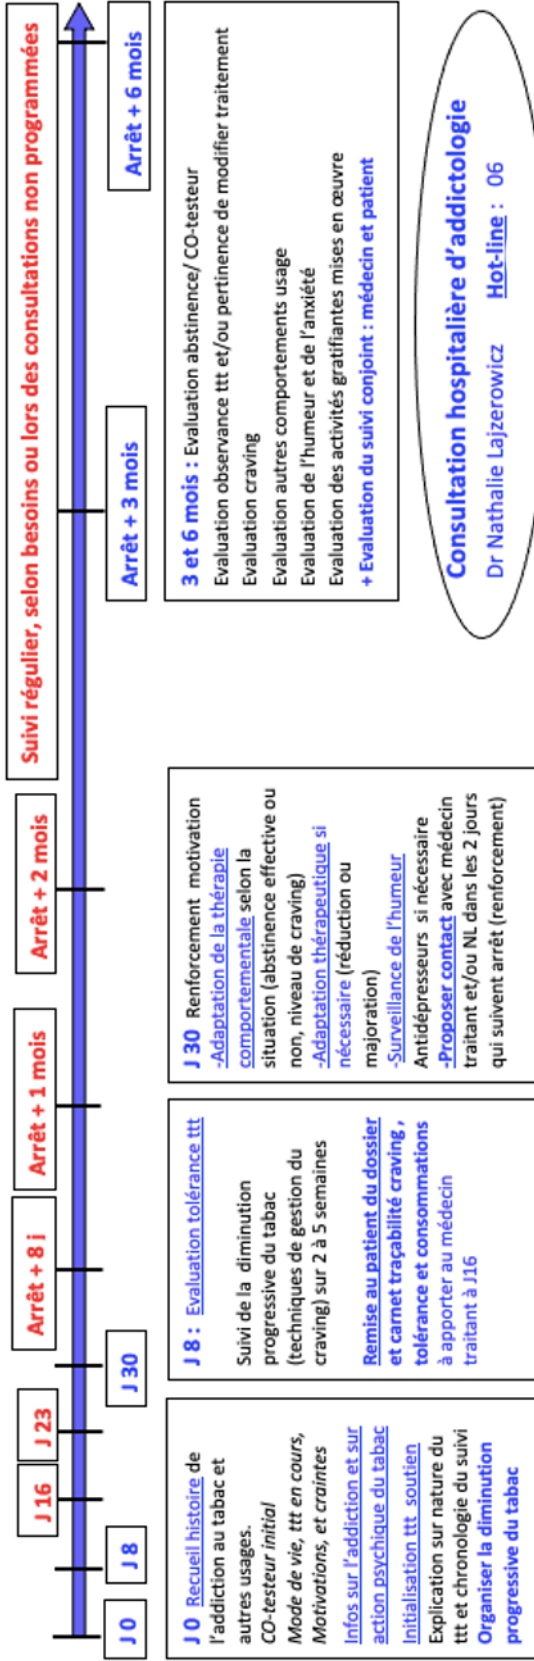 Suivi régulier, selon besoins ou lors des consultations non programmées
J 16
J 23
Arrêt + 8 j
Arrêt + 1 mois
Arrêt + 2 mois
J 0
J 8
J 30
Arrêt + 3 mois
Arrêt + 6 mois
J 0 Recueil histoire de
l'addiction au tabac et
autres usages.
CO-testeur initial
Mode de vie, ttt en cours,
Motivations, et craintes
Infos sur l'addiction et sur
action psychique du tabac
Initialisation ttt soutien
Explication sur nature du
ttt et chronologie du suivi
Organiser la diminution
progressive du tabac
J 8 : Evaluation tolérance ttt
Suivi de la diminution
progressive du tabac
(techniques de gestion du
craving) sur 2 à 5 semaines
Remise au patient du dossier
et carnet traçabilité craving ,
tolérance et consommations
à apporter au médecin
traitant à J16
J 30 Renforcement motivation
-Adaptation de la thérapie
comportementale selon la
situation (abstinence effective ou
non, niveau de craving)
-Adaptation thérapeutique si
nécessaire (réduction ou
majoration)
-Surveillance de l'humeur
Antidépresseurs si nécessaire
-Proposer contact avec médecin
traitant et/ou NL dans les 2 jours
qui suivent arrêt (renforcement)
3 et 6 mois : Evaluation abstinence/ CO-testeur
Evaluation observance ttt et/ou pertinence de modifier traitement
Evaluation craving
Evaluation autres comportements usage
Evaluation de l'humeur et de l'anxiété
Evaluation des activités gratifiantes mises en œuvre
+ Evaluation du suivi conjoint : médecin et patient
Consultation hospitalière d'addictologie
Dr Nathalie Lajzerowicz Hot-line : 06